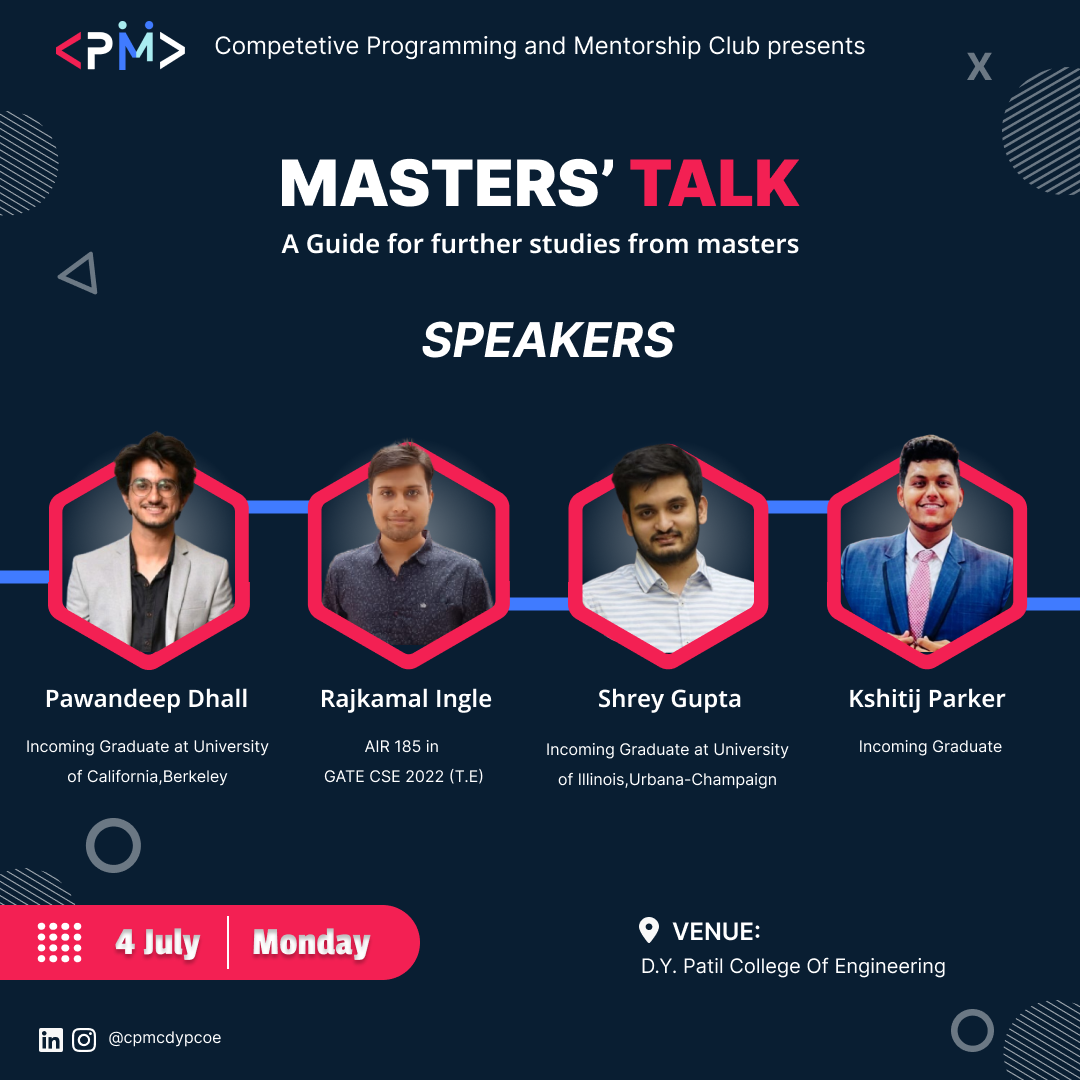 <PM>
Competetive Programming and Mentorship Club presents
X
MASTERS’ TALK
A Guide for further studies from masters
SPEAKERS
Pawandeep Dhall
Incoming Graduate at University
of California,Berkeley
Rajkamal Ingle
AIR 185 in
GATE CSE 2022 (T.E)
Shrey Gupta
Incoming Graduate at University
of Illinois,Urbana-Champaign
Kshitij Parker
Incoming Graduate
4 July
Monday
VENUE:
D.Y. Patil College Of Engineering
in
@cpmcdypcoe